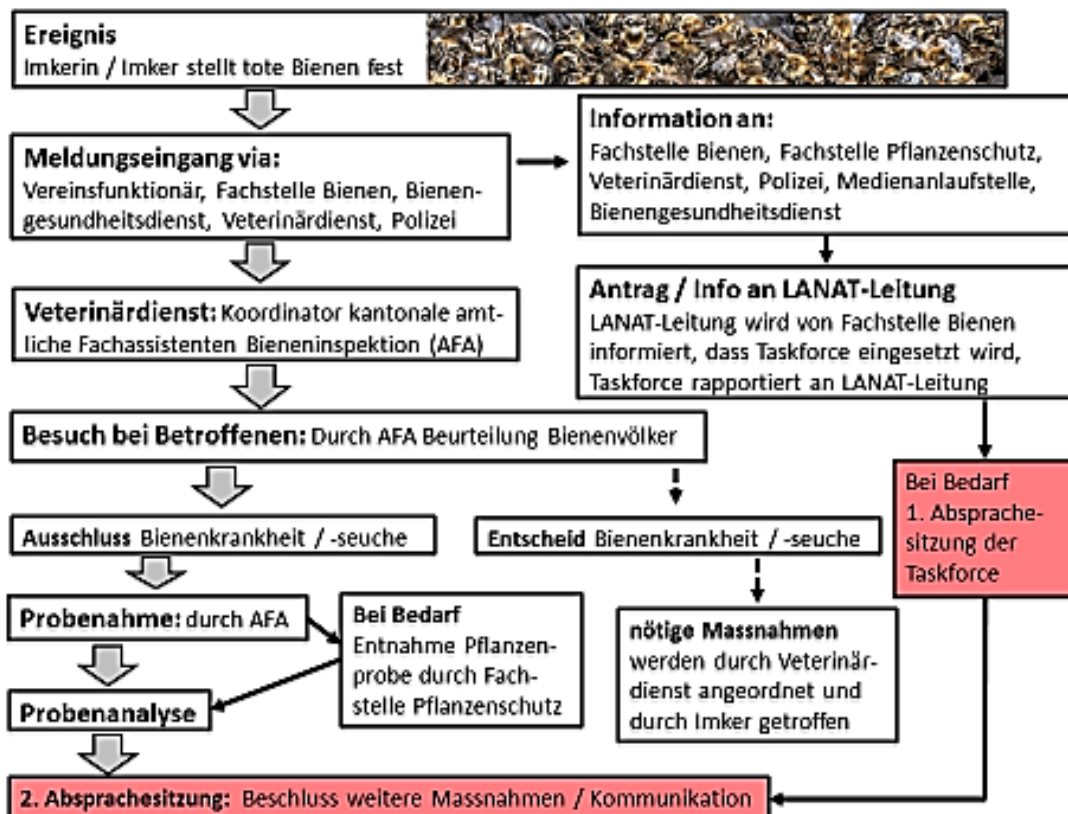 Ereignis
Imkerin / Imker stellt tote Bienen fest
Meldungseingang via:
Vereinsfunktionär, Fachstelle Bienen, Bienen-
gesundheitsdienst, Veterinärdienst, Polizei
Information an:
Fachstelle Bienen, Fachstelle Pflanzenschutz,
Veterinärdienst, Polizei, Medienanlaufstelle,
Bienengesundheitsdienst
Veterinärdienst: Koordinator kantonale amt-
liche Fachassistenten Bieneninspektion (AFA)
Antrag / Info an LANAT-Leitung
LANAT-Leitung wird von Fachstelle Bienen
informiert, dass Taskforce eingesetzt wird,
Taskforce rapportiert an LANAT-Leitung
Besuch bei Betroffenen: Durch AFA Beurteilung Bienenvölker
Bei Bedarf
1. Absprache-
sitzung der
Taskforce
Ausschluss Bienenkrankheit / -seuche
Entscheid Bienenkrankheit / -seuche
Probenahme: durch AFA
Bei Bedarf
Entnahme Pflanzen-
probe durch Fach-
stelle Pflanzenschutz
nötige Massnahmen
werden durch Veterinär-
dienst angeordnet und
durch Imker getroffen
Probenanalyse
2. Absprachesitzung: Beschluss weitere Massnahmen / Kommunikation